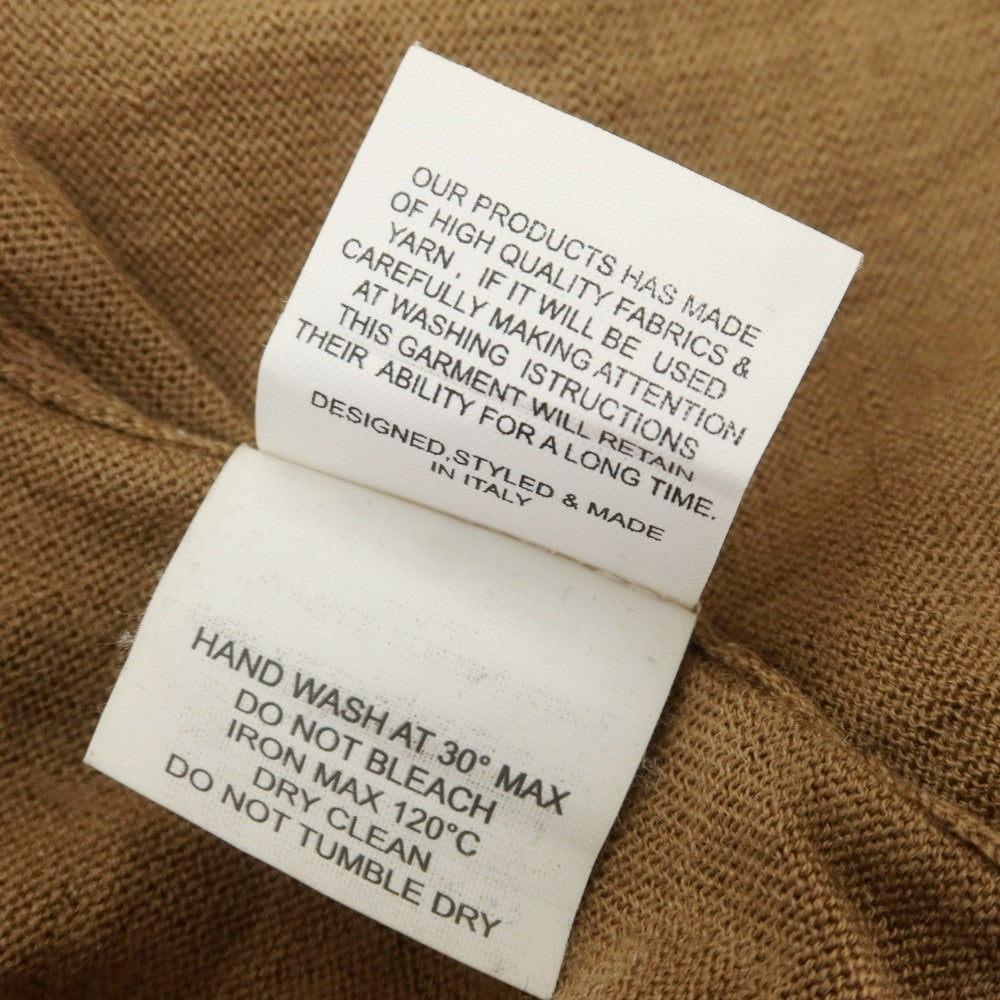 OUR PRODUCTS HAS MADE
OF HIGH QUALITY FABRICS &
YARN, IF IT WILL BE USED
CAREFULLY MAKING ATTENTION
AT WASHING ISTRUCTIONS
THIS GARMENT WILL RETAIN
THEIR ABILITY FOR A LONG TIME.
DESIGNED,STYLED & MADE
IN ITALY
HAND WASH AT 30° MAX
DO NOT BLEACH
IRON MAX 120°C
DRY CLEAN
DO NOT TUMBLE DRY